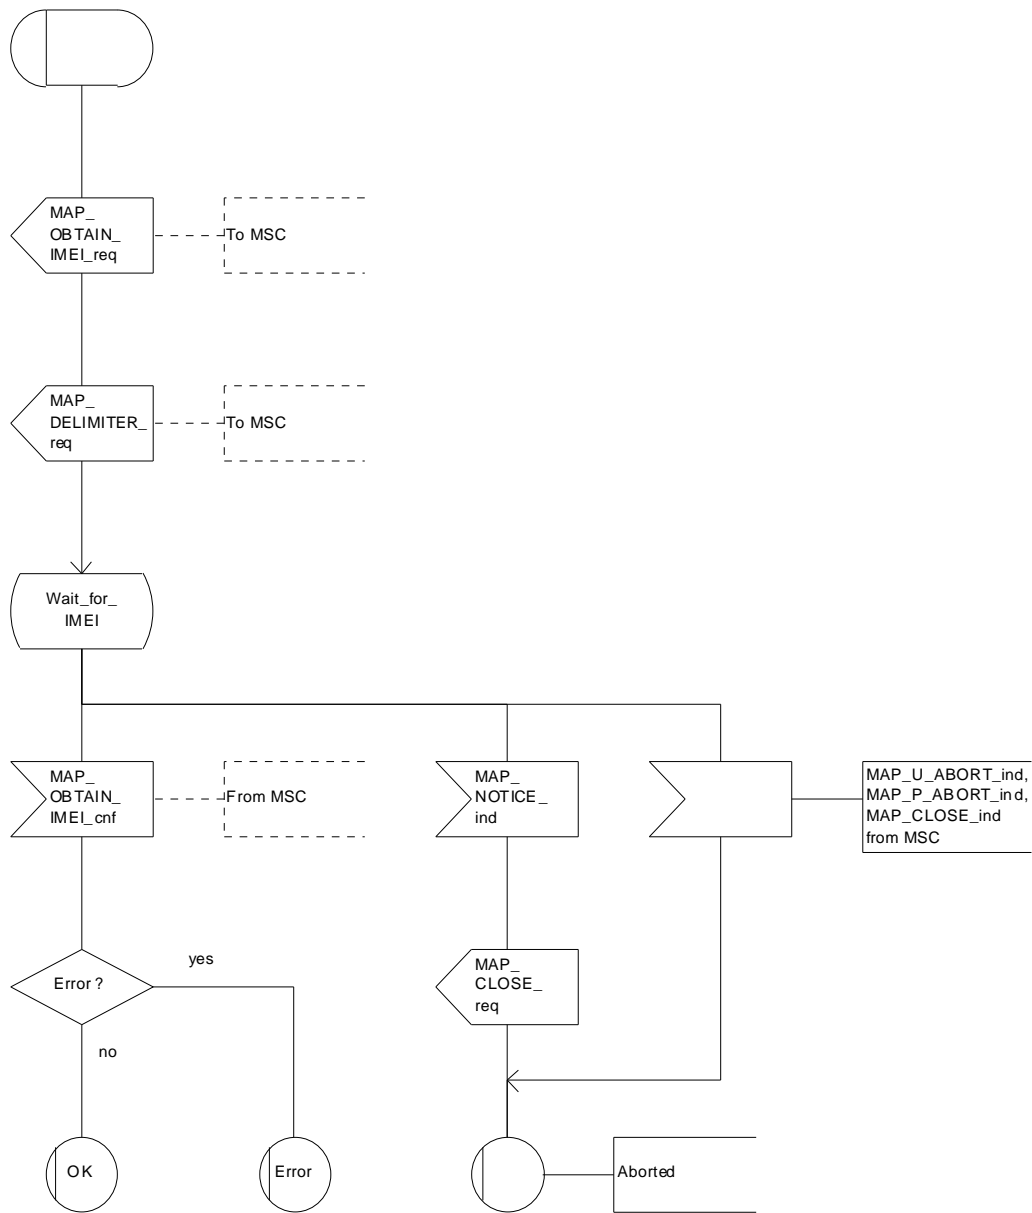 MAP_
OBTAIN_
IMEI_req
To MSC
MAP_
DELIMITER_
req
To MSC
Wait_for_
IMEI
MAP_
OBTAIN_
IMEI_cnf
From MSC
MAP_
NOTICE_
ind
MAP_U_ABORT_ind,
MAP_P_ABORT_ind,
MAP_CLOSE_ind
from MSC
Error ?
yes
no
MAP_
CLOSE_
req
OK
Error
Aborted